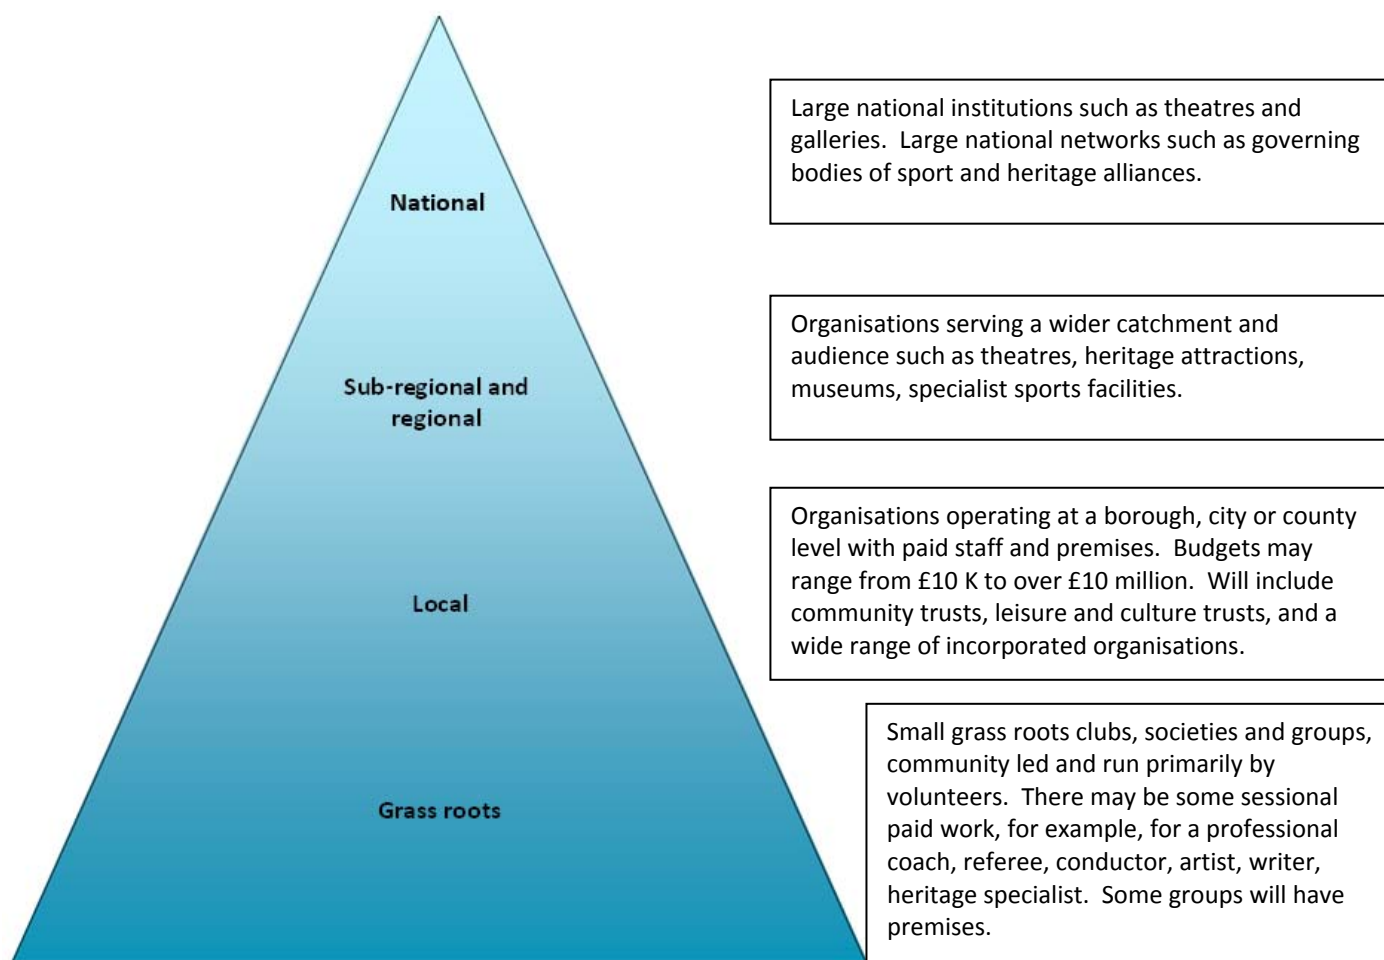 National
Large national institutions such as theatres and
galleries.  Large national networks such as governing
bodies of sport and heritage alliances.
Sub-regional and
regional
Organisations serving a wider catchment and
audience such as theatres, heritage attractions,
museums, specialist sports facilities.
Local
Organisations operating at a borough, city or county
level with paid staff and premises.  Budgets may
range from £10 K to over £10 million.  Will include
community trusts, leisure and culture trusts, and a
wide range of incorporated organisations.
Grass roots
Small grass roots clubs, societies and groups,
community led and run primarily by
volunteers.  There may be some sessional
paid work, for example, for a professional
coach, referee, conductor, artist, writer,
heritage specialist.  Some groups will have
premises.